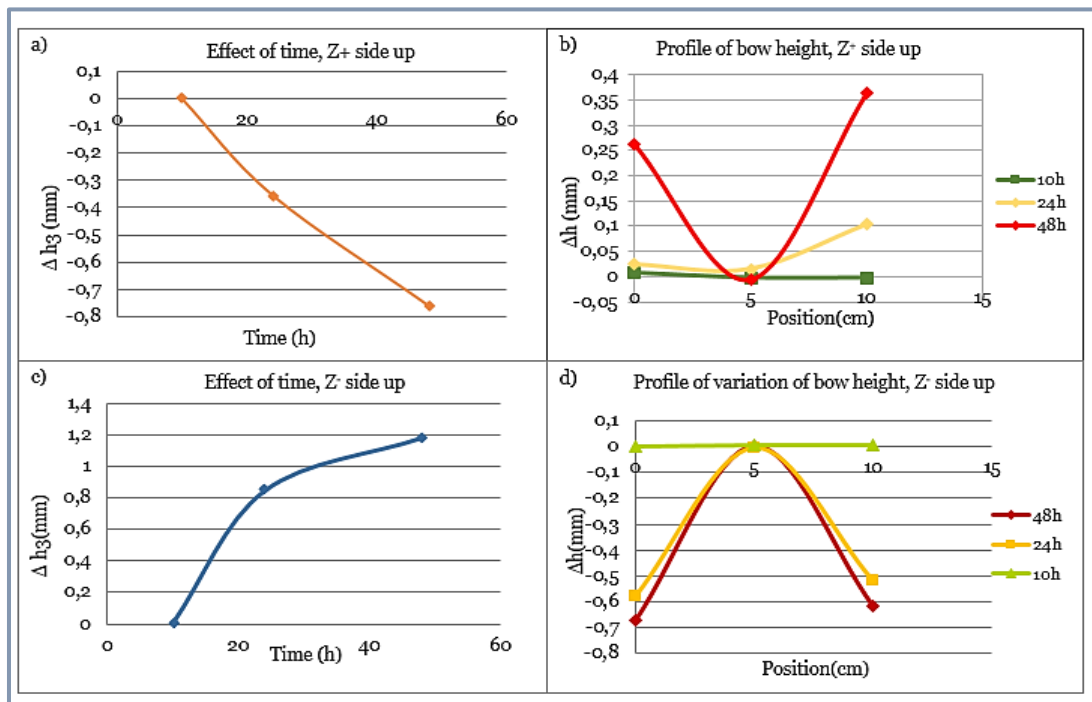 a)
Effect of time, Z+ side up
0,1
0
-0,1
-0,2
-0,3
-0,4
-0,5
-0,6
-0,7
-0,8
0 20 40 60
Δ h3 (mm)
Time (h)
b)
Profile of bow height, Z⁺ side up
0,4
0,35
0,3
0,25
0,2
0,15
0,1
0,05
0
-0,05
0 5 10 15
Δh (mm)
Position(cm)
10h
24h
48h
c)
Effect of time, Z⁻ side up
1,4
1,2
1
0,8
0,6
0,4
0,2
0
0 20 40 60
Δ h3(mm)
Time (h)
d)
Profile of variation of bow height, Z⁻ side up
0,1
0
-0,1
-0,2
-0,3
-0,4
-0,5
-0,6
-0,7
-0,8
0 5 10 15
Δh(mm)
Position(cm)
48h
24h
10h